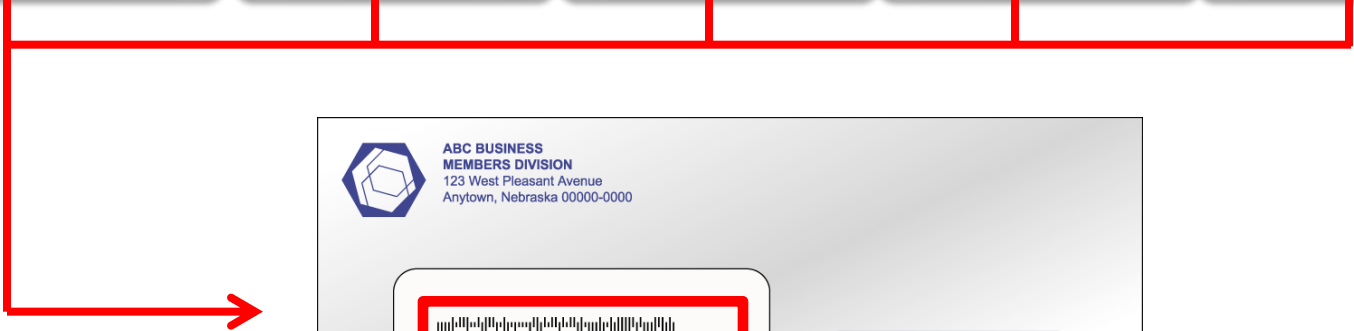 ABC BUSINESS
MEMBERS DIVISION
123 West Pleasant Avenue
Anytown, Nebraska 00000-0000